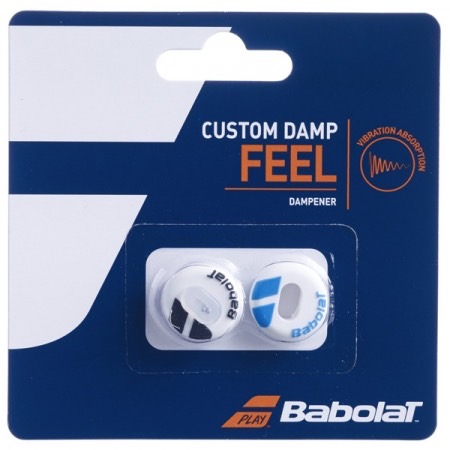 CUSTOM DAMP
FEEL
DAMPENER
VIBRATION ABSORPTION
BabolaT
BabolaT
PLAY
BabolaT